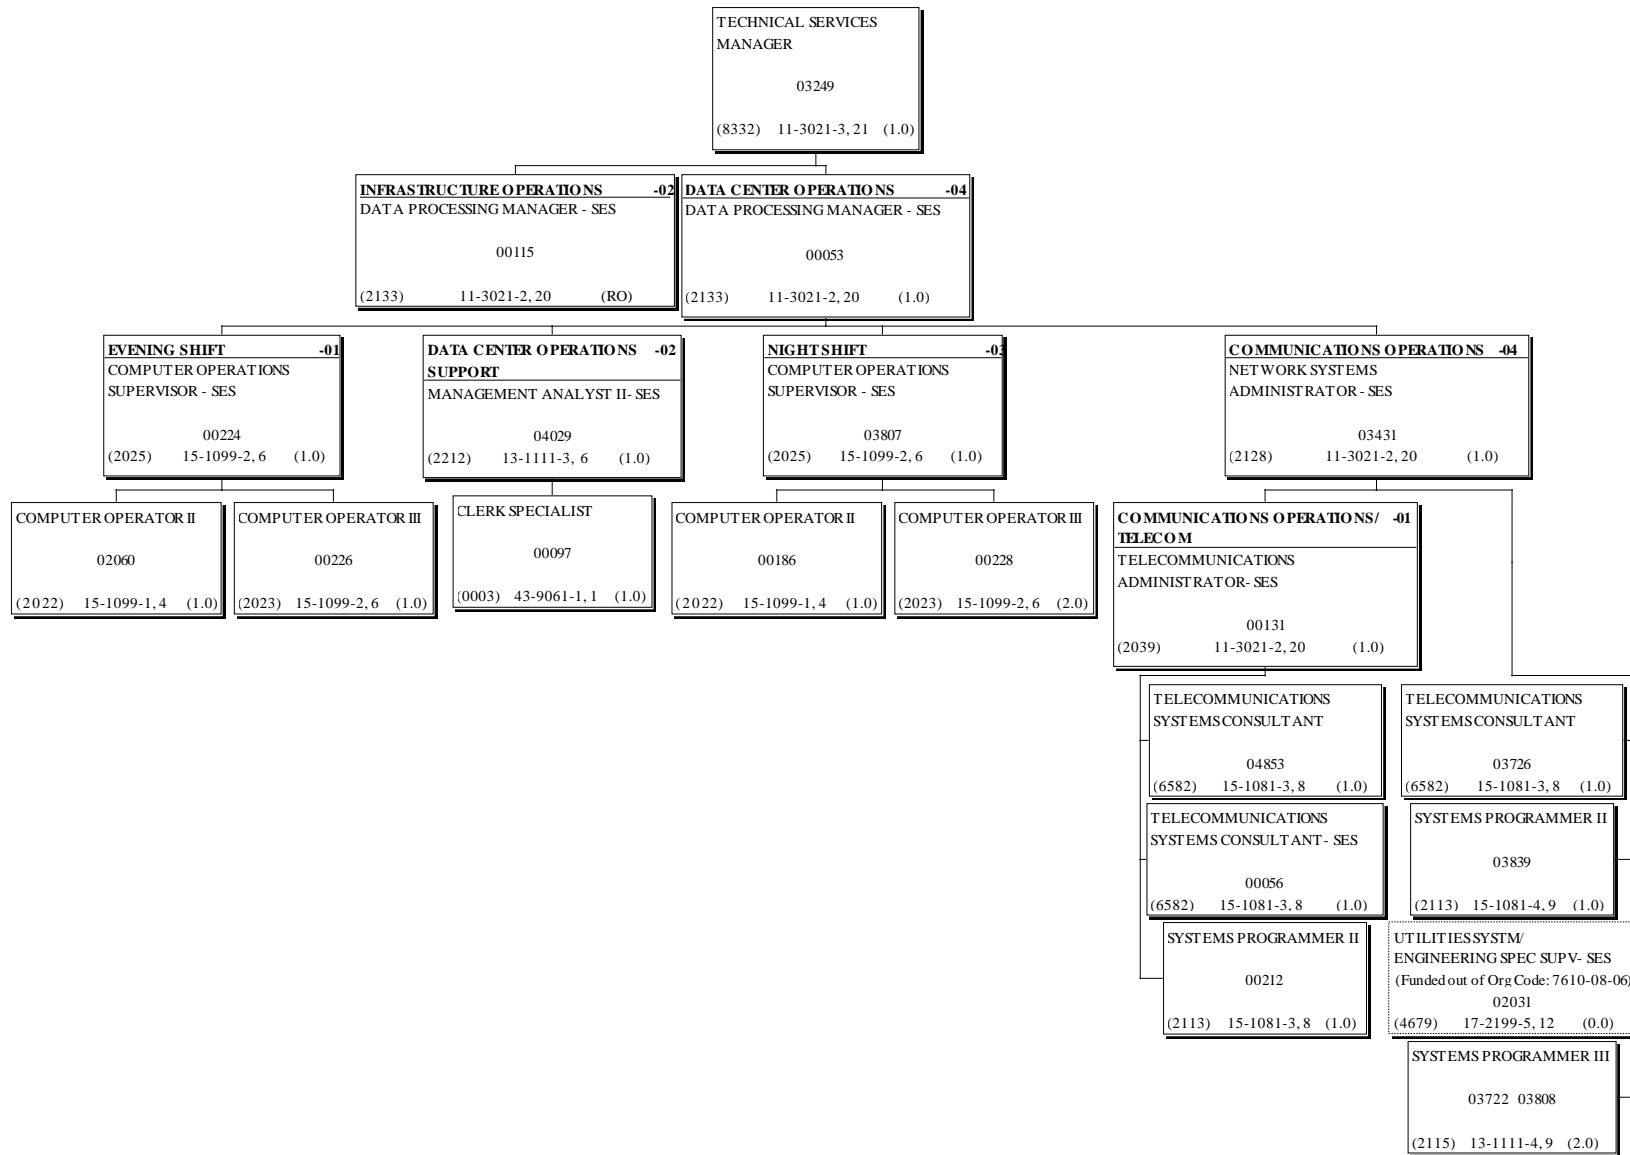 TECHNICAL SERVICES
MANAGER
03249
(8332) 11-3021-3, 21 (1.0)
INFRASTRUCTURE OPERATIONS -02
DATA PROCESSING MANAGER - SES
00115
(2133) 11-3021-2, 20 (RO)
DATA CENTER OPERATIONS -04
DATA PROCESSING MANAGER - SES
00053
(2133) 11-3021-2, 20 (1.0)
EVENING SHIFT -01
COMPUTER OPERATIONS
SUPERVISOR - SES
00224
(2025) 15-1099-2, 6 (1.0)
DATA CENTER OPERATIONS -02
SUPPORT
MANAGEMENT ANALYST II- SES
04029
(2212) 13-1111-3, 6 (1.0)
NIGHT SHIFT -03
COMPUTER OPERATIONS
SUPERVISOR - SES
03807
(2025) 15-1099-2, 6 (1.0)
COMMUNICATIONS OPERATIONS -04
NETWORK SYSTEMS
ADMINISTRATOR - SES
03431
(2128) 11-3021-2, 20 (1.0)
COMPUTER OPERATOR II
02060
(2022) 15-1099-1, 4 (1.0)
COMPUTER OPERATOR III
00226
(2023) 15-1099-2, 6 (1.0)
CLERK SPECIALIST
00097
(0003) 43-9061-1, 1 (1.0)
COMPUTER OPERATOR II
00186
(2022) 15-1099-1, 4 (1.0)
COMPUTER OPERATOR III
00228
(2023) 15-1099-2, 6 (2.0)
COMMUNICATIONS OPERATIONS/ -01
TELECOM
TELECOMMUNICATIONS
ADMINISTRATOR- SES
00131
(2039) 11-3021-2, 20 (1.0)
TELECOMMUNICATIONS
SYSTEMS CONSULTANT
04853
(6582) 15-1081-3, 8 (1.0)
TELECOMMUNICATIONS
SYSTEMS CONSULTANT
03726
(6582) 15-1081-3, 8 (1.0)
TELECOMMUNICATIONS
SYSTEMS CONSULTANT - SES
00056
(6582) 15-1081-3, 8 (1.0)
SYSTEMS PROGRAMMER II
03839
(2113) 15-1081-4, 9 (1.0)
SYSTEMS PROGRAMMER II
00212
(2113) 15-1081-3, 8 (1.0)
UTILITIES SYSTM/
ENGINEERING SPEC SUPV- SES
(Funded out of Org Code: 7610-08-06)
02031
(4679) 17-2199-5, 12 (0.0)
SYSTEMS PROGRAMMER III
03722 03808
(2115) 13-1111-4, 9 (2.0)